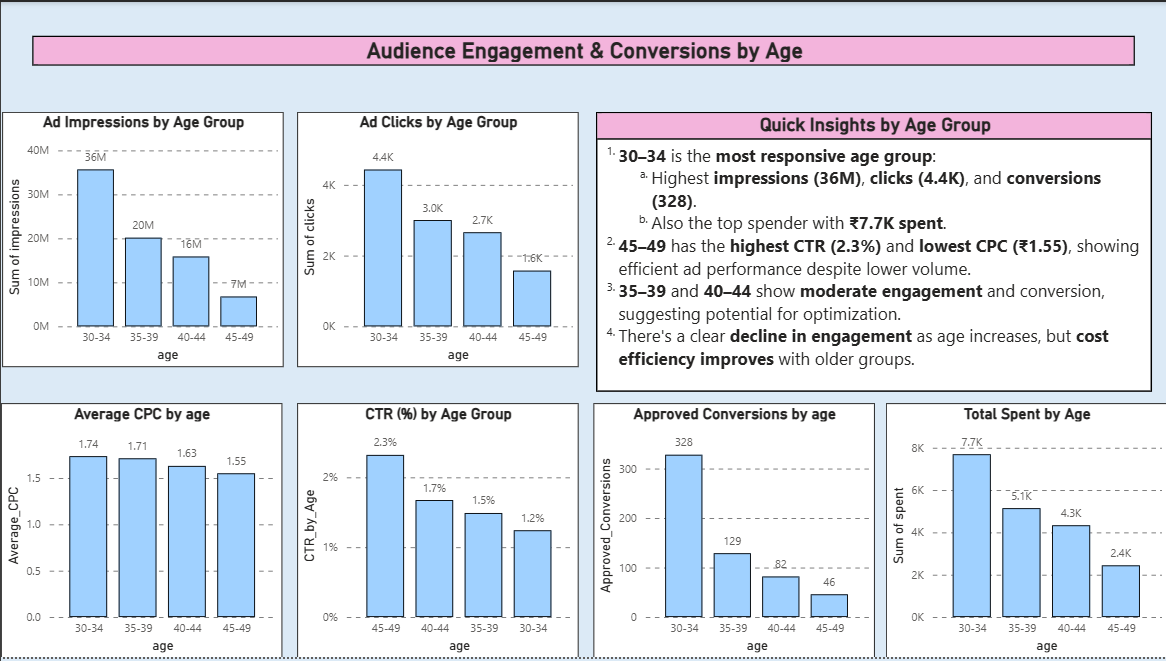 Audience Engagement & Conversions by Age
Ad Impressions by Age Group
Sum of impressions
40M
30M
20M
10M
0M
36M
20M
16M
7M
30-34
35-39
40-44
45-49
age
Ad Clicks by Age Group
Sum of clicks
4K
2K
0K
4.4K
3.0K
2.7K
1.6K
30-34
35-39
40-44
45-49
age
Quick Insights by Age Group
1. 30–34 is the most responsive age group:
a. Highest impressions (36M), clicks (4.4K), and conversions
(328).
b. Also the top spender with ₹7.7K spent.
2. 45–49 has the highest CTR (2.3%) and lowest CPC (₹1.55), showing
efficient ad performance despite lower volume.
3. 35–39 and 40–44 show moderate engagement and conversion,
suggesting potential for optimization.
4. There's a clear decline in engagement as age increases, but cost
efficiency improves with older groups.
Average CPC by age
Average_CPC
1.5
1.0
0.5
0.0
1.74
1.71
1.63
1.55
30-34
35-39
40-44
45-49
age
CTR (%) by Age Group
CTR_by_Age
2%
1%
0%
2.3%
1.7%
1.5%
1.2%
45-49
40-44
35-39
30-34
age
Approved Conversions by age
Approved_Conversions
300
200
100
0
328
129
82
46
30-34
35-39
40-44
45-49
age
Total Spent by Age
Sum of spent
8K
6K
4K
2K
0K
7.7K
5.1K
4.3K
2.4K
30-34
35-39
40-44
45-49
age